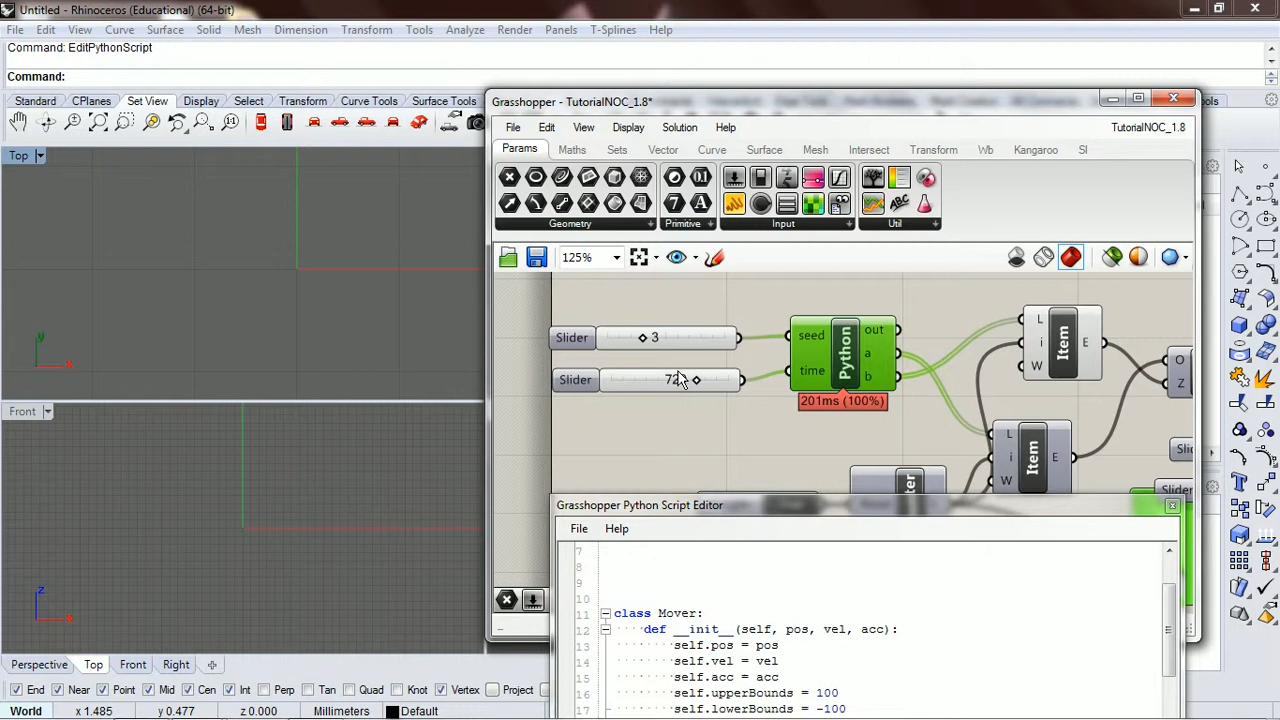 Untitled - Rhinoceros (Educational) (64-bit)
File Edit View Curve Surface Solid Mesh Dimension Transform Tools Analyze Render Panels T-Splines Help
Command: EditPythonScript
Command:
Standard CPlanes Set View Display Select Transform Curve Tools Surface Tools
Grasshopper - TutorialNOC_1.8*
File Edit View Display Solution Help TutorialNOC_1.8
Params Maths Sets Vector Curve Surface Mesh Intersect Transform Wb Kangaroo SI
Geometry Primitive Input Util
Top
125%
Slider 3
seed
out
a
time
b
Python
Slider 72
201ms (100%)
L
i
W
Item
E
O
Z
L
i
W
Item
E
Front
Grasshopper Python Script Editor
File Help
7
8
9
10
11 class Mover:
12 def __init__(self, pos, vel, acc):
13 self.pos = pos
14 self.vel = vel
15 self.acc = acc
16 self.upperBounds = 100
17 self.lowerBounds = -100
y
x
z
x
Perspective Top Front Right
End Near Point Mid Cen Int Perp Tan Quad Knot Vertex Project
World x 1.485 y 0.477 z 0.000 Millimeters Default